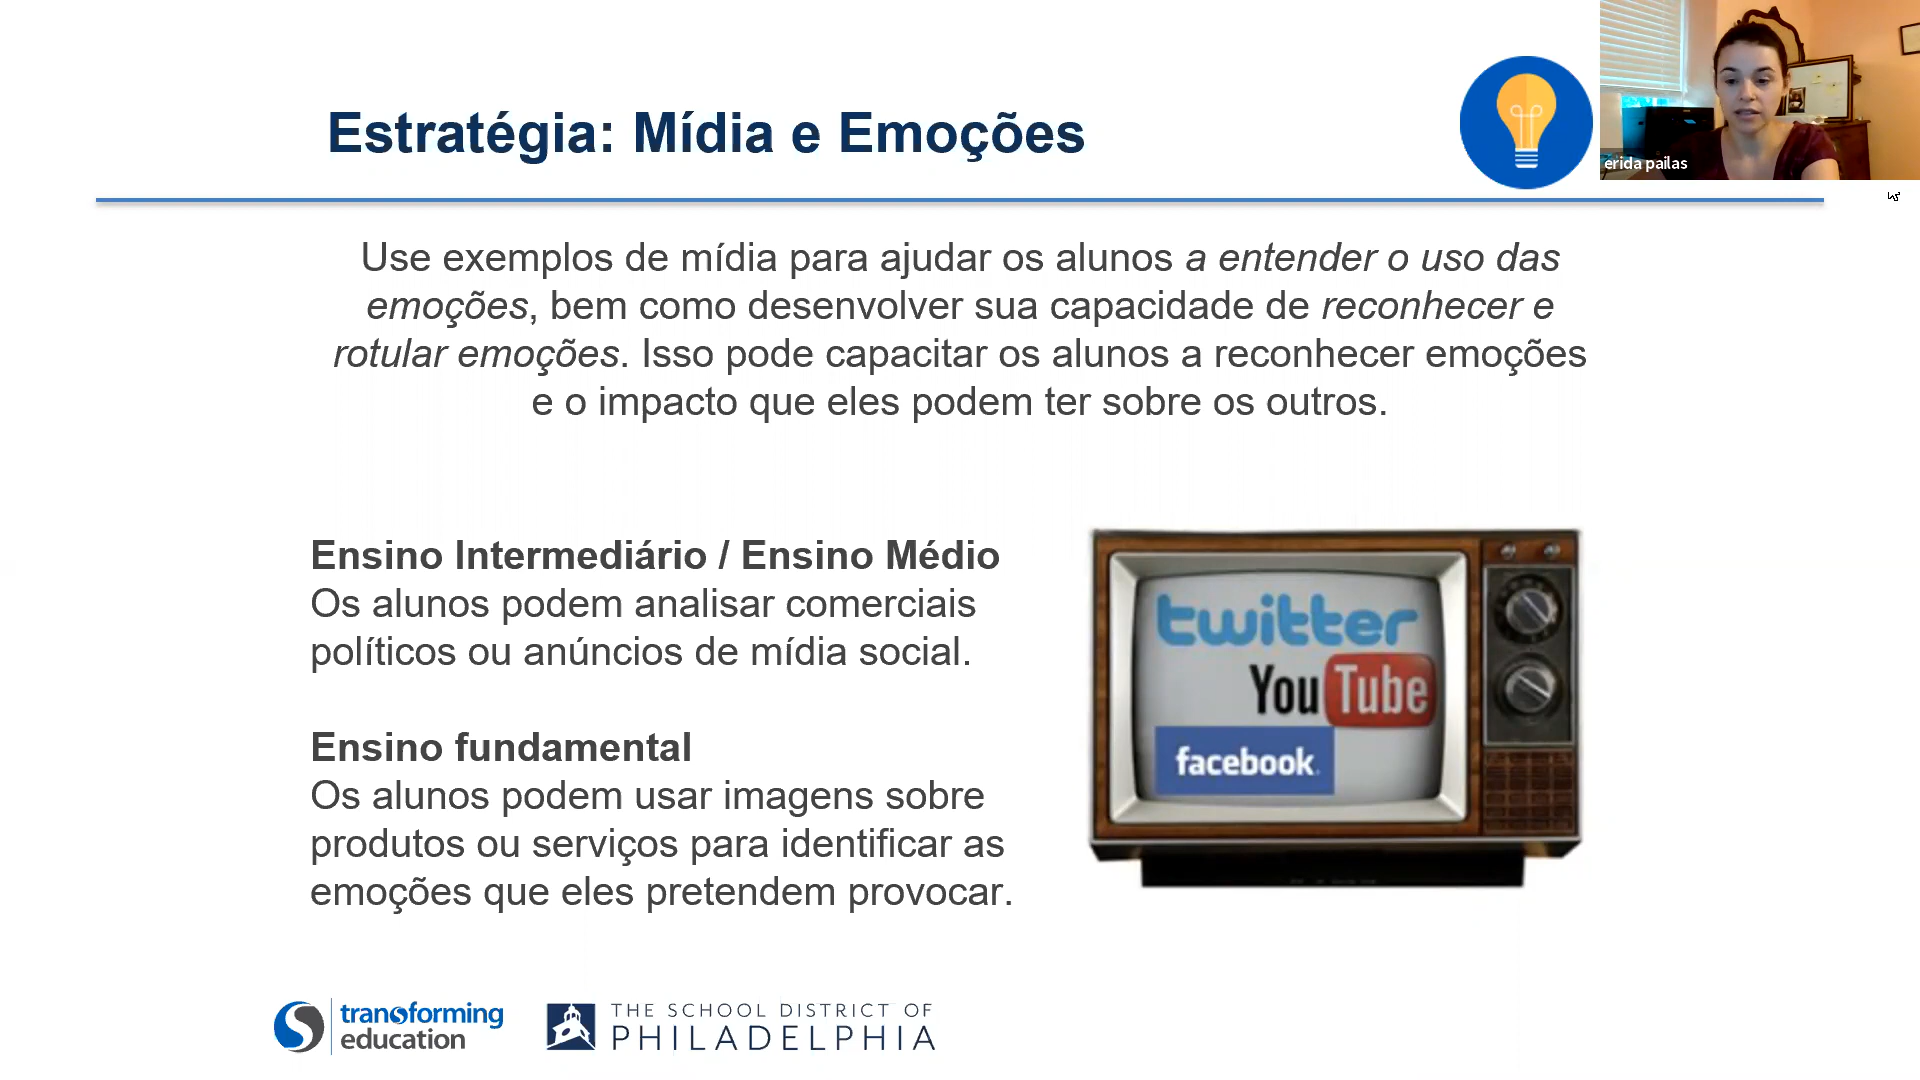 Estratégia: Mídia e Emoções
erida pailas
Use exemplos de mídia para ajudar os alunos a entender o uso das
emoções, bem como desenvolver sua capacidade de reconhecer e
rotular emoções. Isso pode capacitar os alunos a reconhecer emoções
e o impacto que eles podem ter sobre os outros.
Ensino Intermediário / Ensino Médio
Os alunos podem analisar comerciais
políticos ou anúncios de mídia social.
Ensino fundamental
Os alunos podem usar imagens sobre
produtos ou serviços para identificar as
emoções que eles pretendem provocar.
twitter
YouTube
facebook
transforming
education
THE SCHOOL DISTRICT OF
PHILADELPHIA